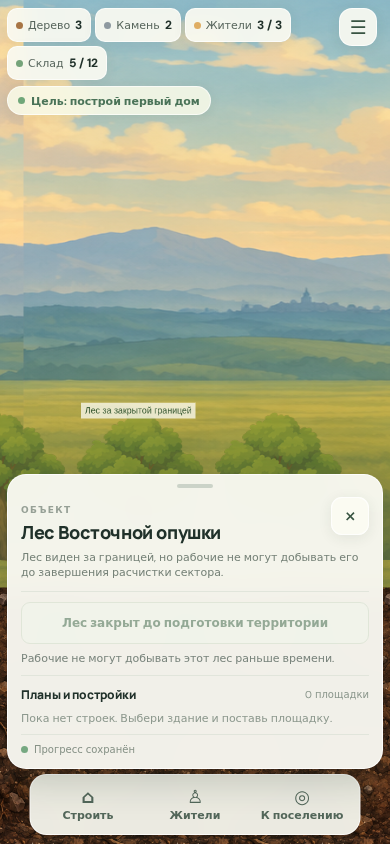 Дерево 3
Камень 2
Жители 3 / 3
Склад 5 / 12
Цель: построй первый дом
Лес за закрытой границей
ОБЪЕКТ
Лес Восточной опушки
Лес виден за границей, но рабочие не могут добывать его
до завершения расчистки сектора.
Лес закрыт до подготовки территории
Рабочие не могут добывать этот лес раньше времени.
Планы и постройки
0 площадки
Пока нет строек. Выбери здание и поставь площадку.
Прогресс сохранён
Строить
Жители
К поселению